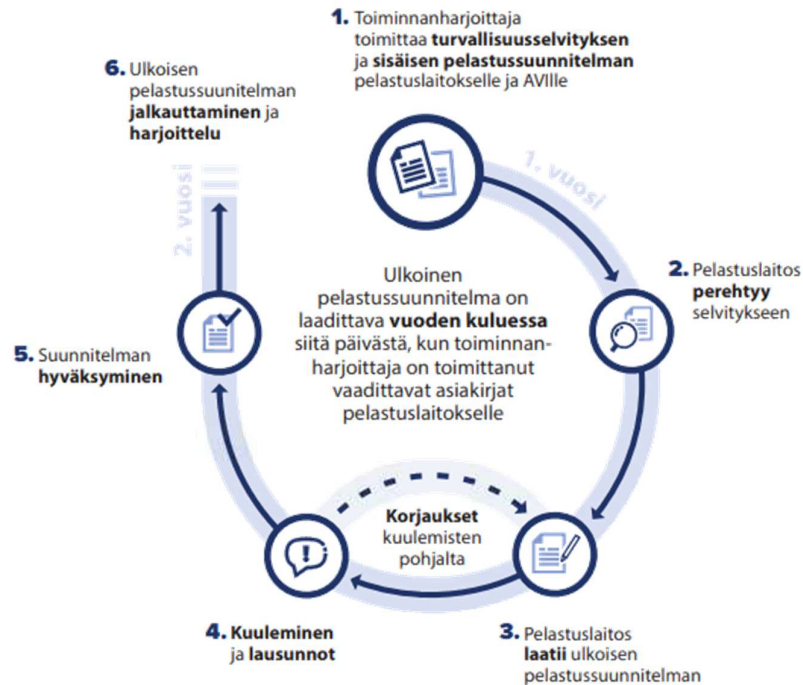 1. Toiminnanharjoittaja
toimittaa turvallisuusselvityksen
ja sisäisen pelastussuunnitelman
pelastuslaitokselle ja AVIlle
1. vuosi
2. Pelastuslaitos
perehtyy
selvitykseen
3. Pelastuslaitos
laatii ulkoisen
pelastussuunnitelman
4. Kuuleminen
ja lausunnot
Korjaukset
kuulemisten
pohjalta
5. Suunnitelman
hyväksyminen
2. vuosi
6. Ulkoisen
pelastussuunitelman
jalkauttaminen ja
harjoittelu
Ulkoinen
pelastussuunnitelma on
laadittava vuoden kuluessa
siitä päivästä, kun toiminnan-
harjoittaja on toimittanut
vaadittavat asiakirjat
pelastuslaitokselle